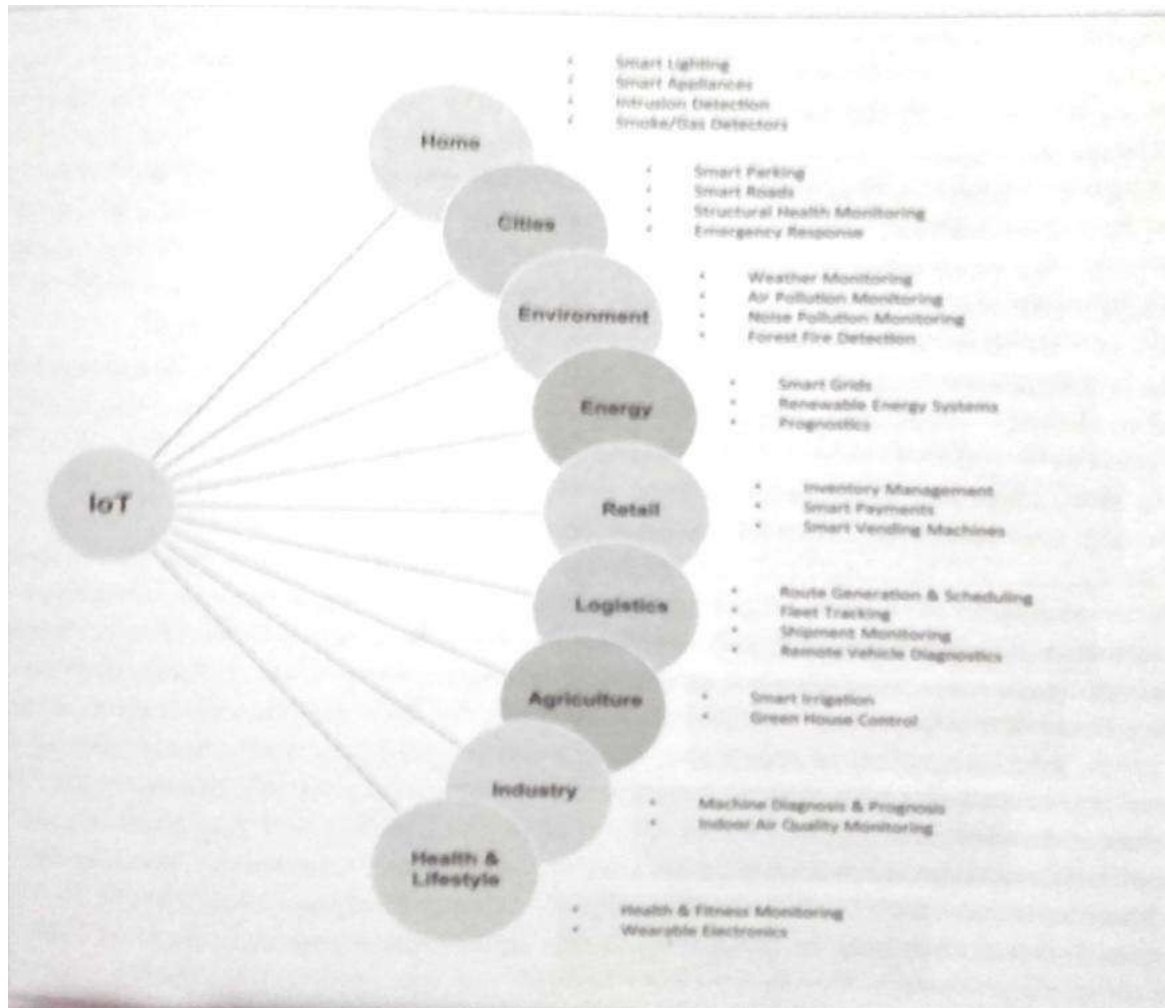 IoT
Home
Smart Lighting
Smart Appliances
Intrusion Detection
Smoke/Gas Detectors
Cities
Smart Parking
Smart Roads
Structural Health Monitoring
Emergency Response
Environment
Weather Monitoring
Air Pollution Monitoring
Noise Pollution Monitoring
Forest Fire Detection
Energy
Smart Grids
Renewable Energy Systems
Prognostics
Retail
Inventory Management
Smart Payments
Smart Vending Machines
Logistics
Route Generation & Scheduling
Fleet Tracking
Shipment Monitoring
Remote Vehicle Diagnostics
Agriculture
Smart Irrigation
Green House Control
Industry
Machine Diagnosis & Prognosis
Indoor Air Quality Monitoring
Health &
Lifestyle
Health & Fitness Monitoring
Wearable Electronics